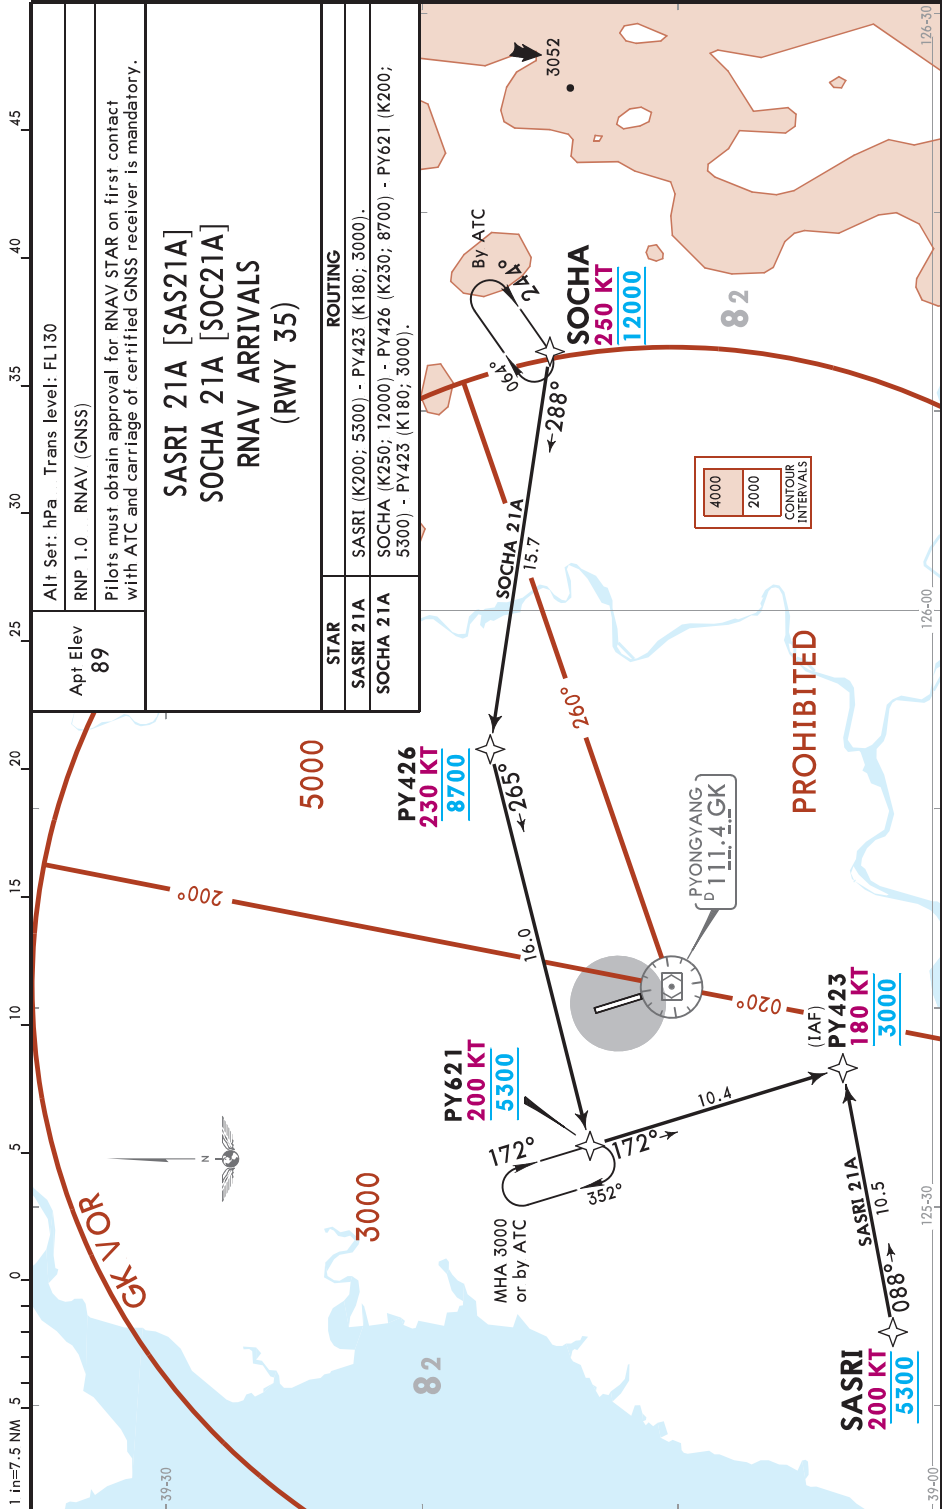 Apt Elev
89
Alt Set: hPa Trans level: FL130
RNP 1.0 RNAV (GNSS)
Pilots must obtain approval for RNAV STAR on first contact
with ATC and carriage of certified GNSS receiver is mandatory.
SASRI 21A [SAS21A]
SOCHA 21A [SOC21A]
RNAV ARRIVALS
(RWY 35)
STAR ROUTING
SASRI 21A SASRI (K200; 5300) - PY423 (K180; 3000).
SOCHA 21A SOCHA (K250; 12000) - PY426 (K230; 8700) - PY621 (K200;
5300) - PY423 (K180; 3000).
1 in=7.5 NM 5 0 5 10 15 20 25 30 35 40 45
39-30
GK VOR
N
200°
5000
3000
82
MHA 3000
or by ATC
172°
352°
PY621
200 KT
5300
172°
10.4
16.0
PY426
230 KT
8700
265°
SOCHA 21A
15.7
288°
260°
By ATC
244°
064°
SOCHA
250 KT
12000
3052
82
4000
2000
CONTOUR
INTERVALS
PYONGYANG
D 111.4 GK
PROHIBITED
020°
(IAF)
PY423
180 KT
3000
SASRI 21A
10.5
088°
SASRI
200 KT
5300
39-00
125-30
126-00
126-30